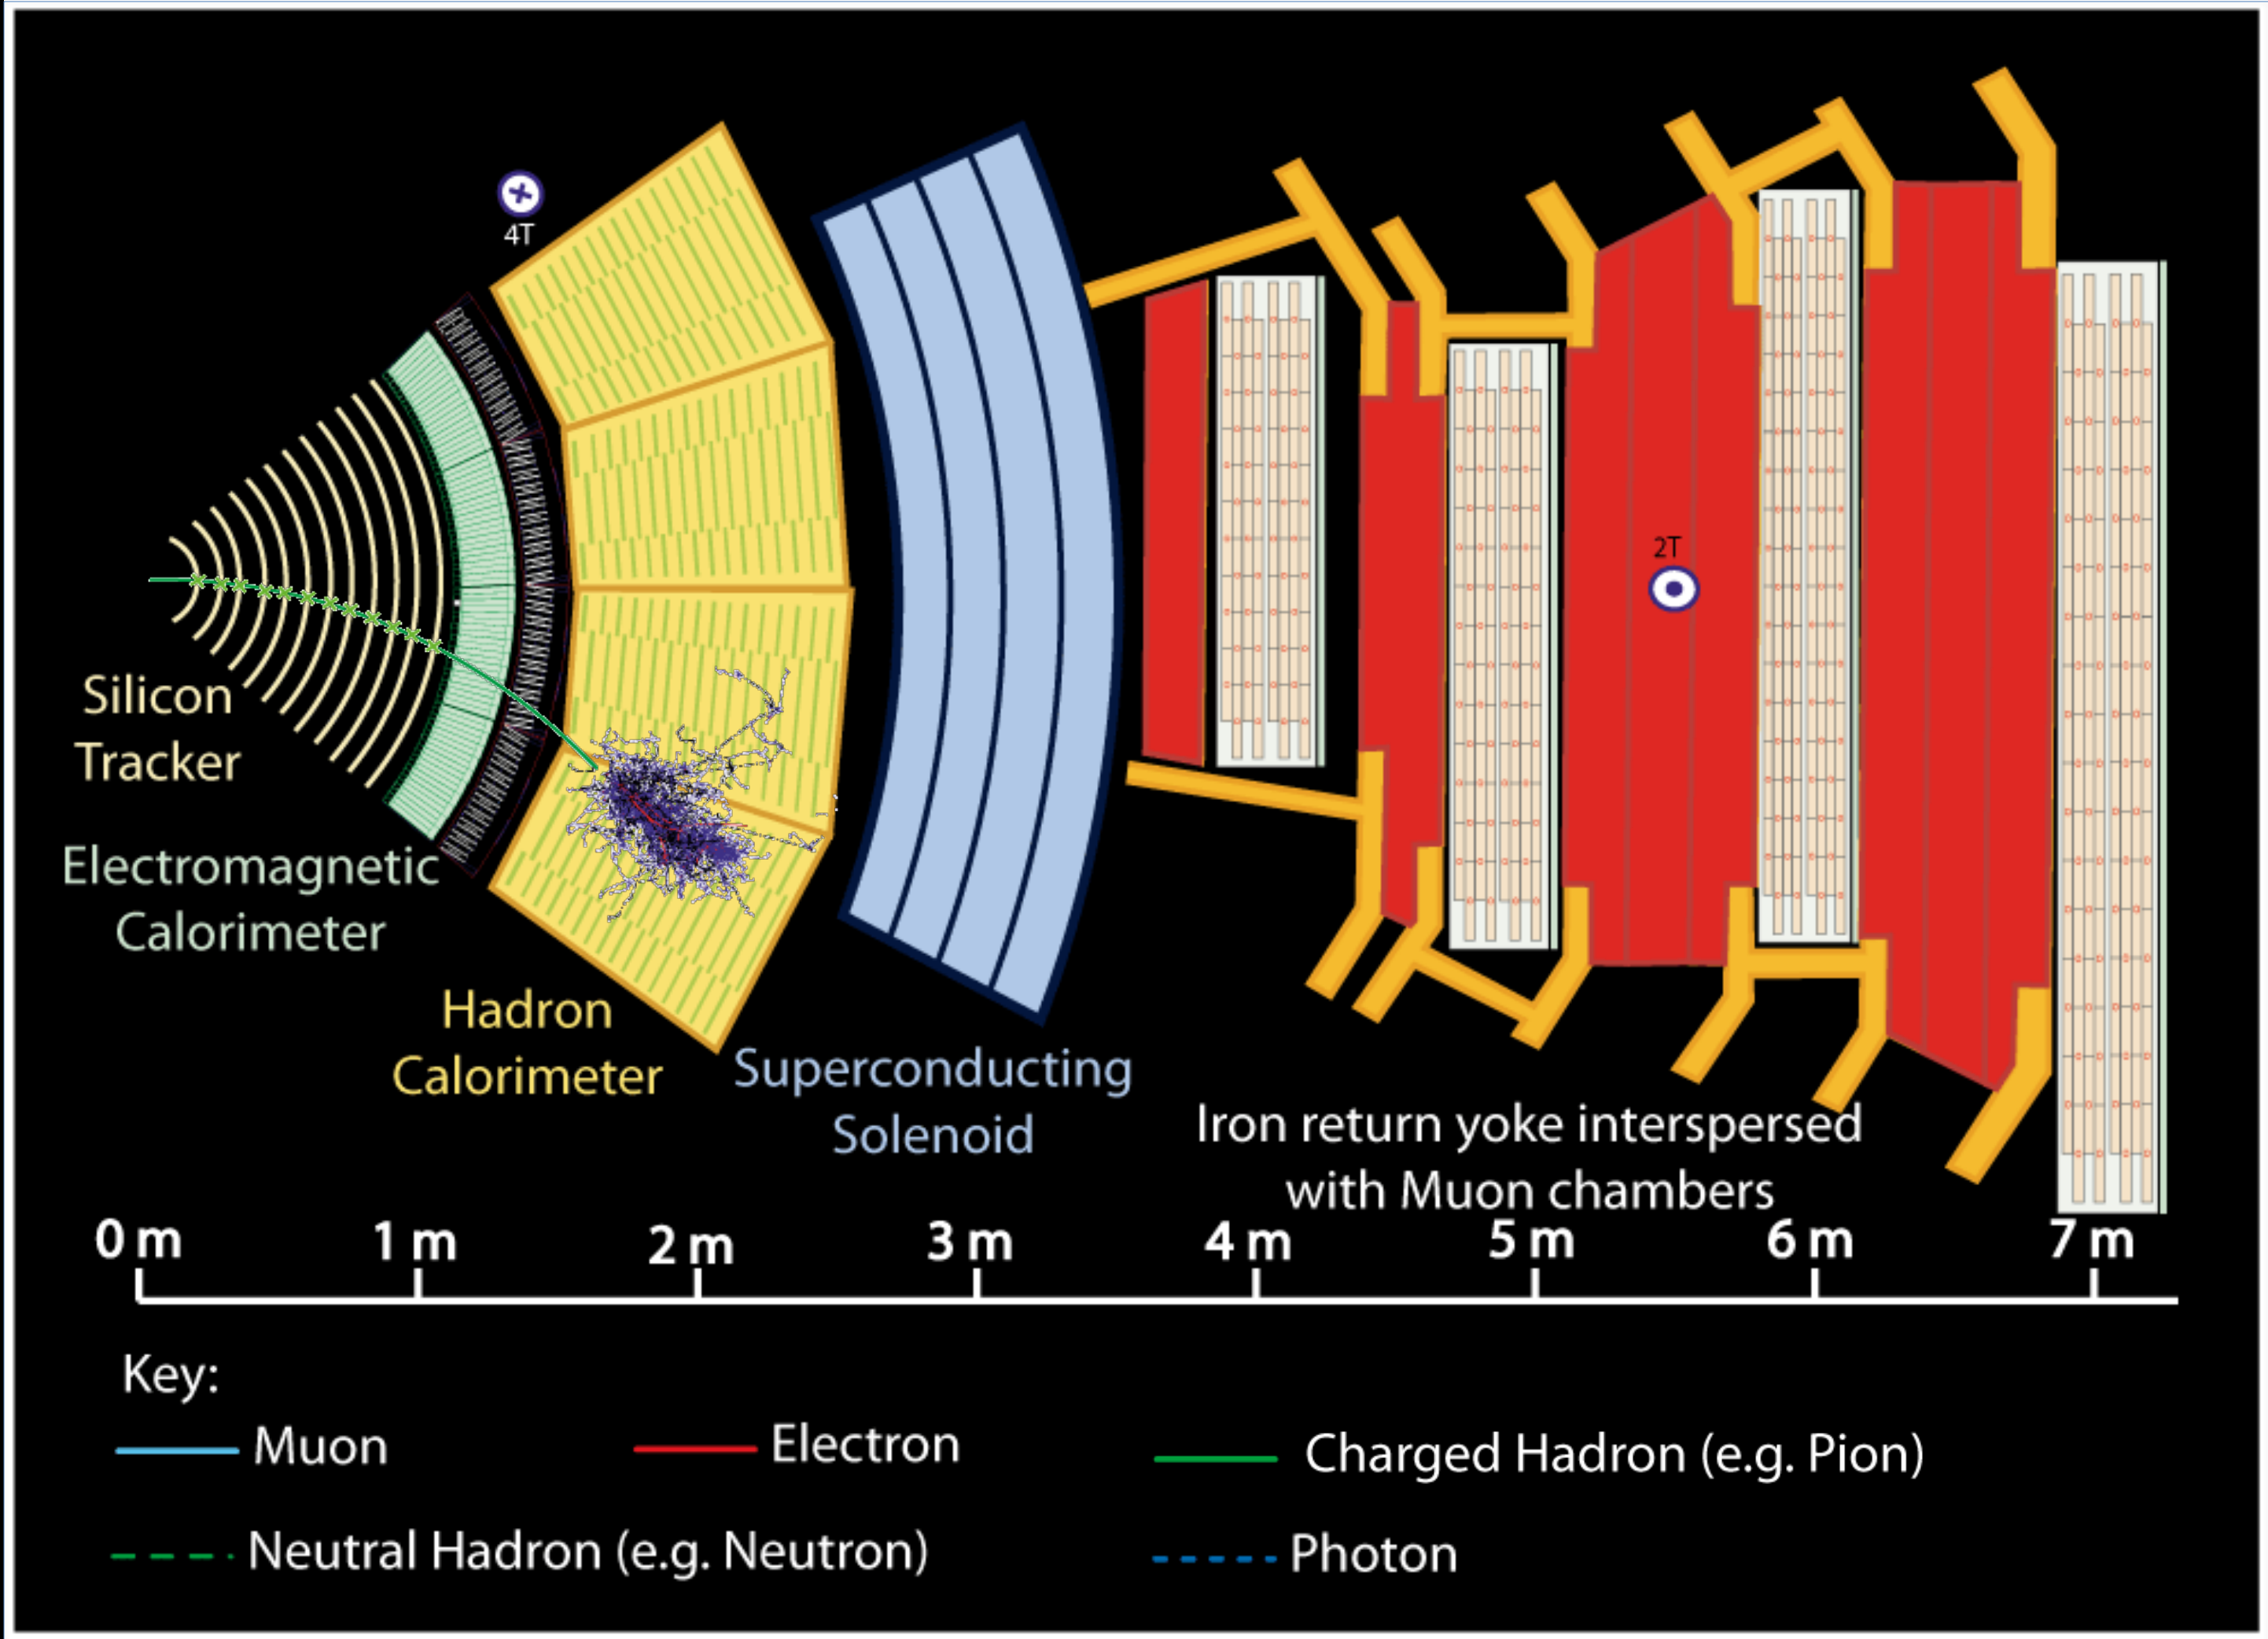 4T
2T
Silicon
Tracker
Electromagnetic
Calorimeter
Hadron
Calorimeter
Superconducting
Solenoid
Iron return yoke interspersed
with Muon chambers
0 m 1 m 2 m 3 m 4 m 5 m 6 m 7 m
Key:
Muon Electron Charged Hadron (e.g. Pion)
Neutral Hadron (e.g. Neutron) Photon